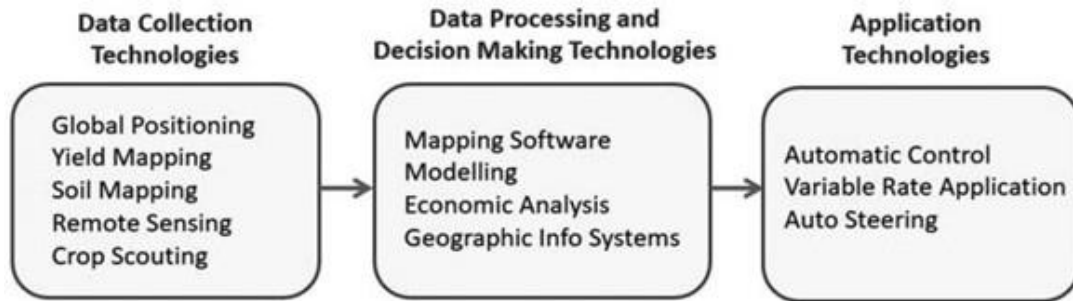 Data Collection
Technologies
Global Positioning
Yield Mapping
Soil Mapping
Remote Sensing
Crop Scouting
Data Processing and
Decision Making Technologies
Mapping Software
Modelling
Economic Analysis
Geographic Info Systems
Application
Technologies
Automatic Control
Variable Rate Application
Auto Steering